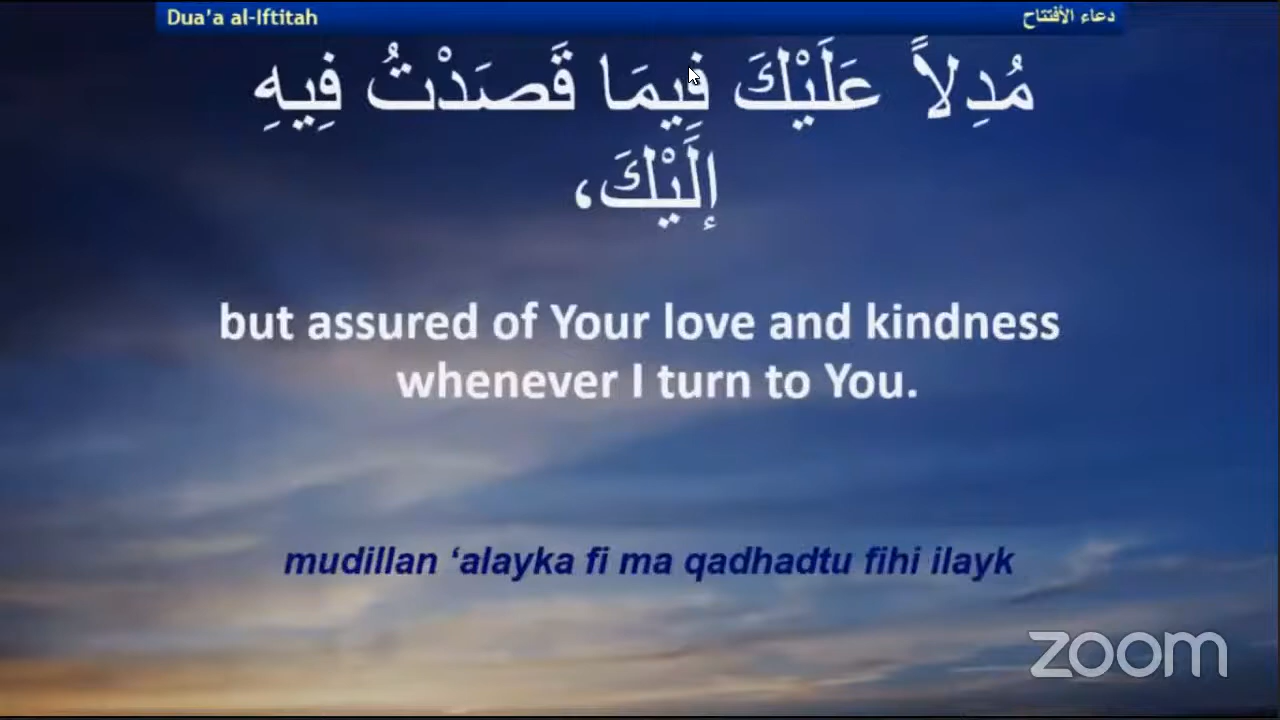 Dua’a al-Iftitah
دعاء الأفتتاح
مُدِلاًّ عَلَيْكَ فِيمَا قَصَدْتُ فِيهِ
إلَيْكَ،
but assured of Your love and kindness
whenever I turn to You.
mudillan ‘alayka fi ma qadhadtu fihi ilayk
zoom